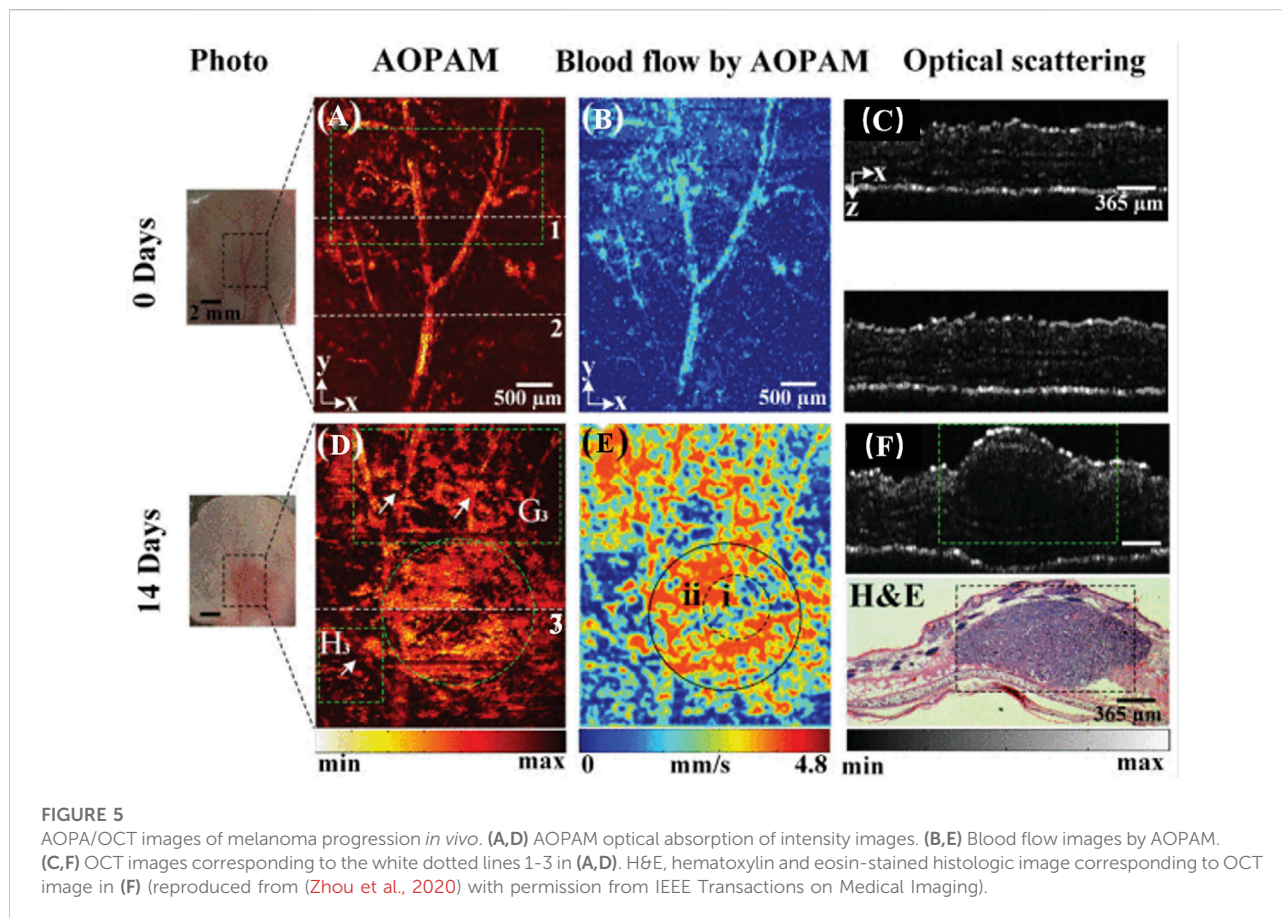 Photo AOPAM Blood flow by AOPAM Optical scattering
0 Days
2 mm
(A)
1
2
y
x
500 µm
(B)
y
x
500 µm
(C)
x
z
365 µm
14 Days
(D)
G3
3
H3
(E)
ii i
(F)
H&E
365 µm
min max
0 mm/s 4.8
min max
FIGURE 5
AOPA/OCT images of melanoma progression in vivo. (A,D) AOPAM optical absorption of intensity images. (B,E) Blood flow images by AOPAM.
(C,F) OCT images corresponding to the white dotted lines 1-3 in (A,D). H&E, hematoxylin and eosin-stained histologic image corresponding to OCT
image in (F) (reproduced from (Zhou et al., 2020) with permission from IEEE Transactions on Medical Imaging).